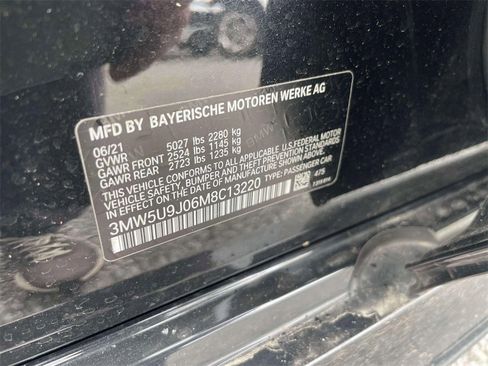 MFD BY BAYERISCHE MOTOREN WERKE AG
06/21
GVWR 5027 lbs 2280 kg
GAWR FRONT 2524 lbs 1145 kg
GAWR REAR 2723 lbs 1235 kg
THIS VEHICLE CONFORMS TO ALL APPLICABLE U.S. FEDERAL MOTOR
VEHICLE SAFETY, BUMPER AND THEFT PREVENTION STANDARDS
IN EFFECT ON THE DATE OF MANUFACTURE SHOWN ABOVE.
3MW5U9J06M8C13220 TYPE: PASSENGER CAR
475